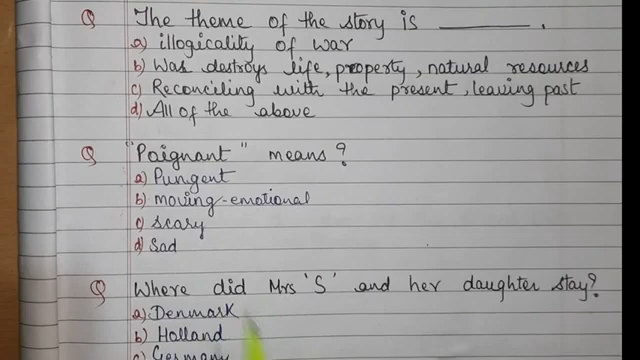 Q The theme of the story is ________ .
a) illogicality of war
b) Was destroys life, property, natural resources
c) Reconciling with the present, leaving past
d) All of the above
Q "Paignant" means?
a) Pungent
b) moving-emotional
c) scary
d) Sad
Q Where did Mrs 'S' and her daughter stay?
a) Denmark
b) Holland
c) Germany